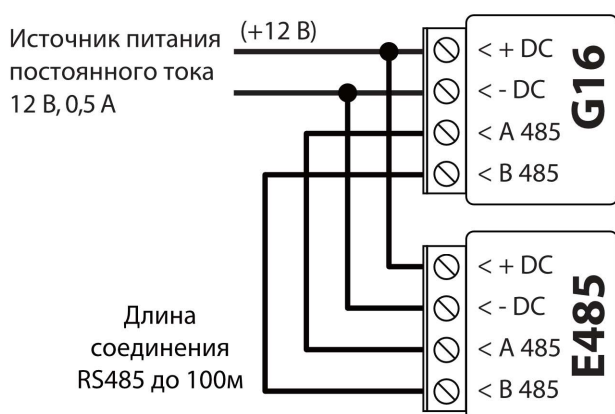 Источник питания
постоянного тока
12 В, 0,5 А
(+12 В)
< + DC
< - DC
< A 485
< B 485
G16
< + DC
< - DC
< A 485
< B 485
E485
Длина
соединения
RS485 до 100м